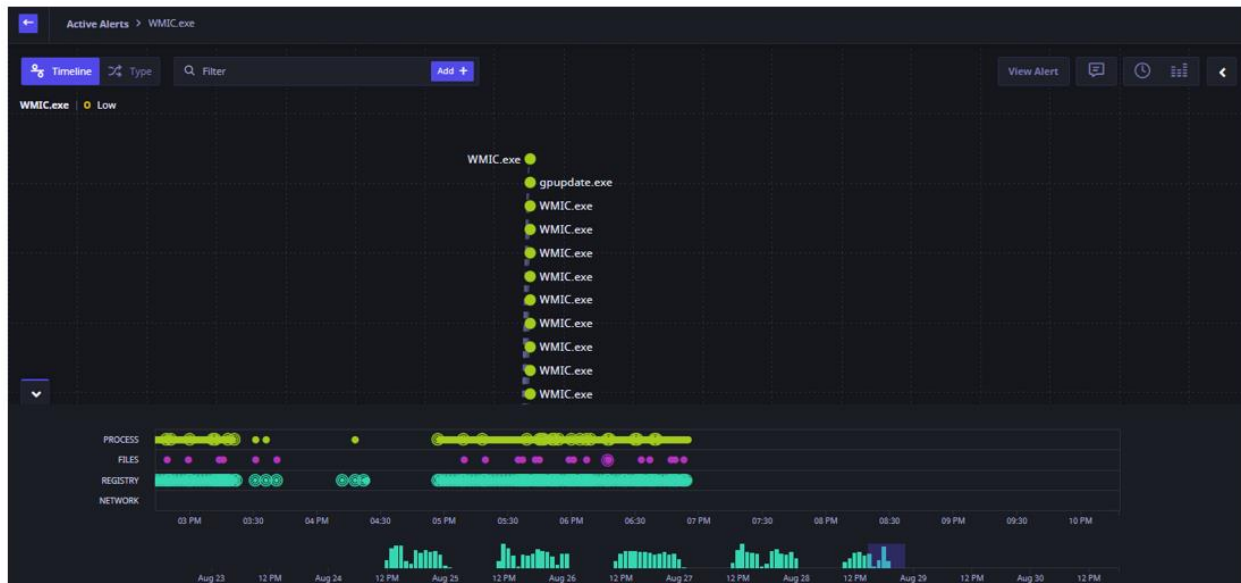 Active Alerts > WMIC.exe
Timeline Type Filter Add + View Alert
WMIC.exe | Low
WMIC.exe
gpupdate.exe
WMIC.exe
WMIC.exe
WMIC.exe
WMIC.exe
WMIC.exe
WMIC.exe
WMIC.exe
WMIC.exe
WMIC.exe
PROCESS
FILES
REGISTRY
NETWORK
03 PM 03:30 04 PM 04:30 05 PM 05:30 06 PM 06:30 07 PM 07:30 08 PM 08:30 09 PM 09:30 10 PM
Aug 23 12 PM Aug 24 12 PM Aug 25 12 PM Aug 26 12 PM Aug 27 12 PM Aug 28 12 PM Aug 29 12 PM Aug 30 12 PM